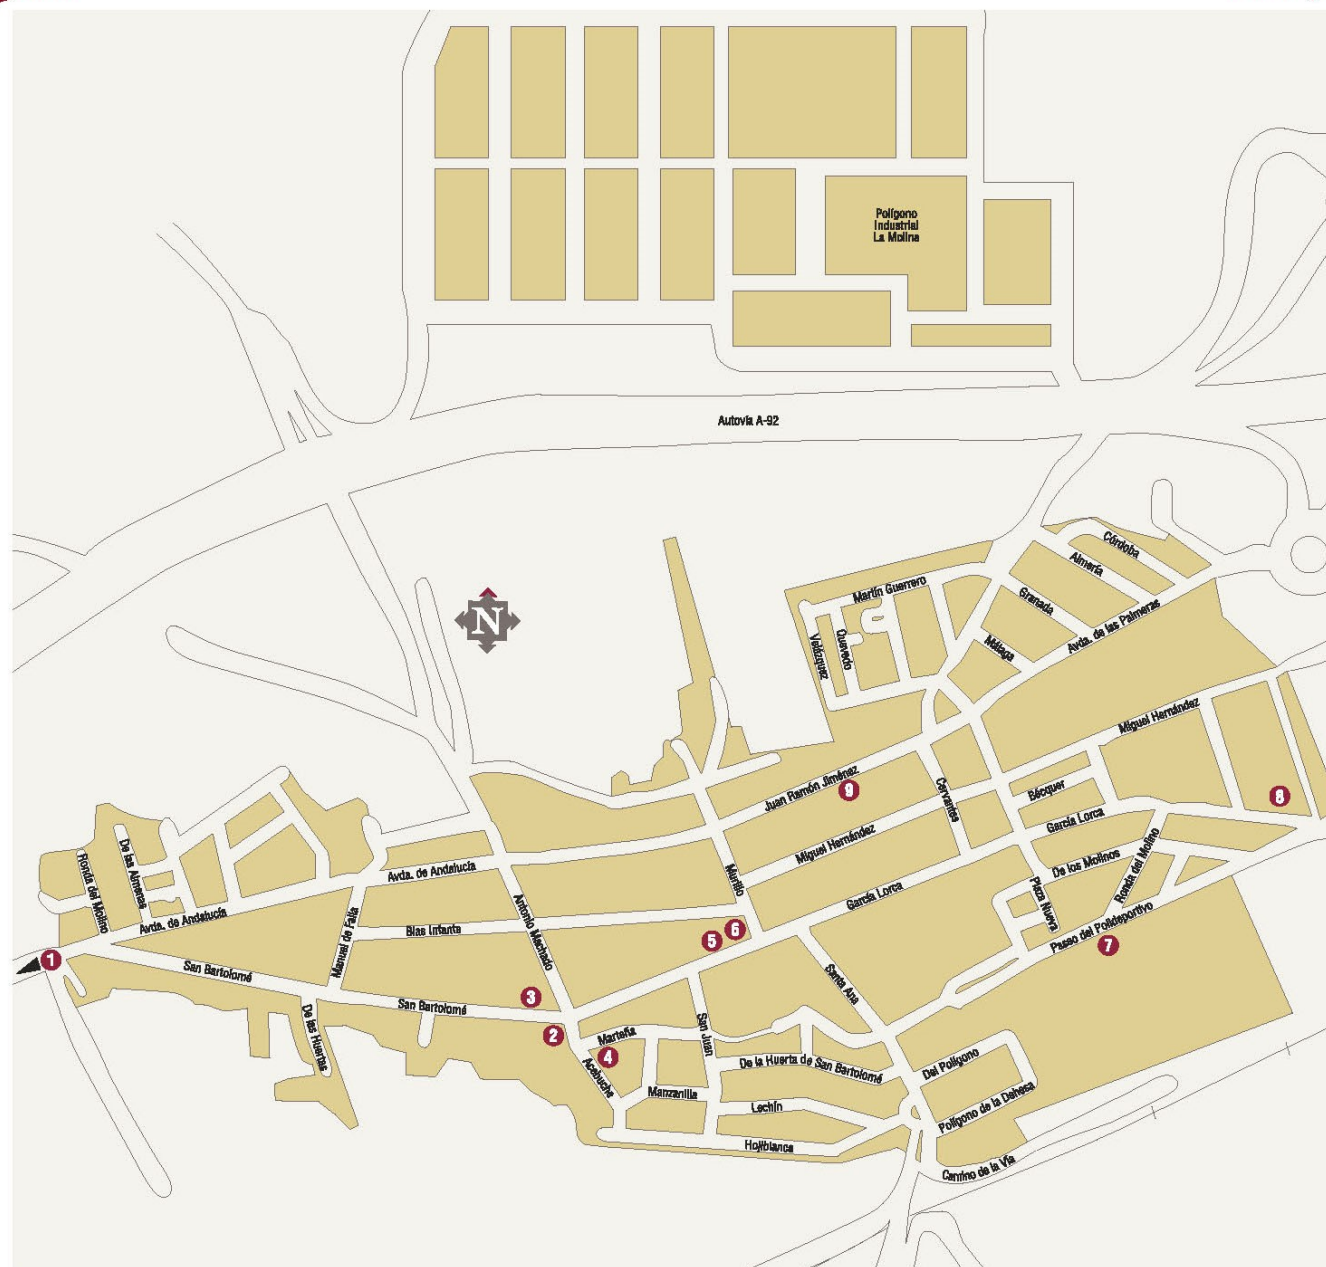 Polígono
Industrial
La Molina
Autovía A-92
Córdoba
Almería
Martín Guerrero
Granada
N
Avda. de las Palmeras
Velázquez
Quevedo
Málaga
Miguel Hernández
Juan Ramón Jiménez
9
Cervantes
Bécquer
8
García Lorca
Miguel Hernández
De los Molinos
Ronda del Molino
De las Almenas
Ronda del Molino
Avda. de Andalucía
Murillo
García Lorca
Plaza Nueva
Avda. de Andalucía
Antonio Machado
Blas Infante
Manuel de Falla
5
6
Paseo del Polideportivo
7
1
San Bartolomé
Santa Ana
San Bartolomé
3
De las Huertas
2
Marteña
San Juan
4
De la Huerta de San Bartolomé
Del Polígono
Acebuche
Manzanilla
Lechín
Polígono de la Dehesa
Hojiblanca
Camino de la Vía